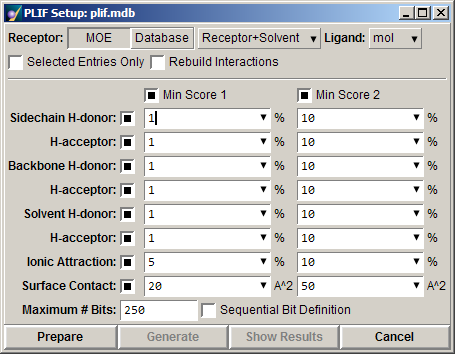 PLIF Setup: plif.mdb
Receptor: MOE Database Receptor+Solvent Ligand: mol
Selected Entries Only Rebuild Interactions
Min Score 1 Min Score 2
Sidechain H-donor: 1 % 10 %
H-acceptor: 1 % 10 %
Backbone H-donor: 1 % 10 %
H-acceptor: 1 % 10 %
Solvent H-donor: 1 % 10 %
H-acceptor: 1 % 10 %
Ionic Attraction: 5 % 10 %
Surface Contact: 20 A^2 50 A^2
Maximum # Bits: 250 Sequential Bit Definition
Prepare Generate Show Results Cancel